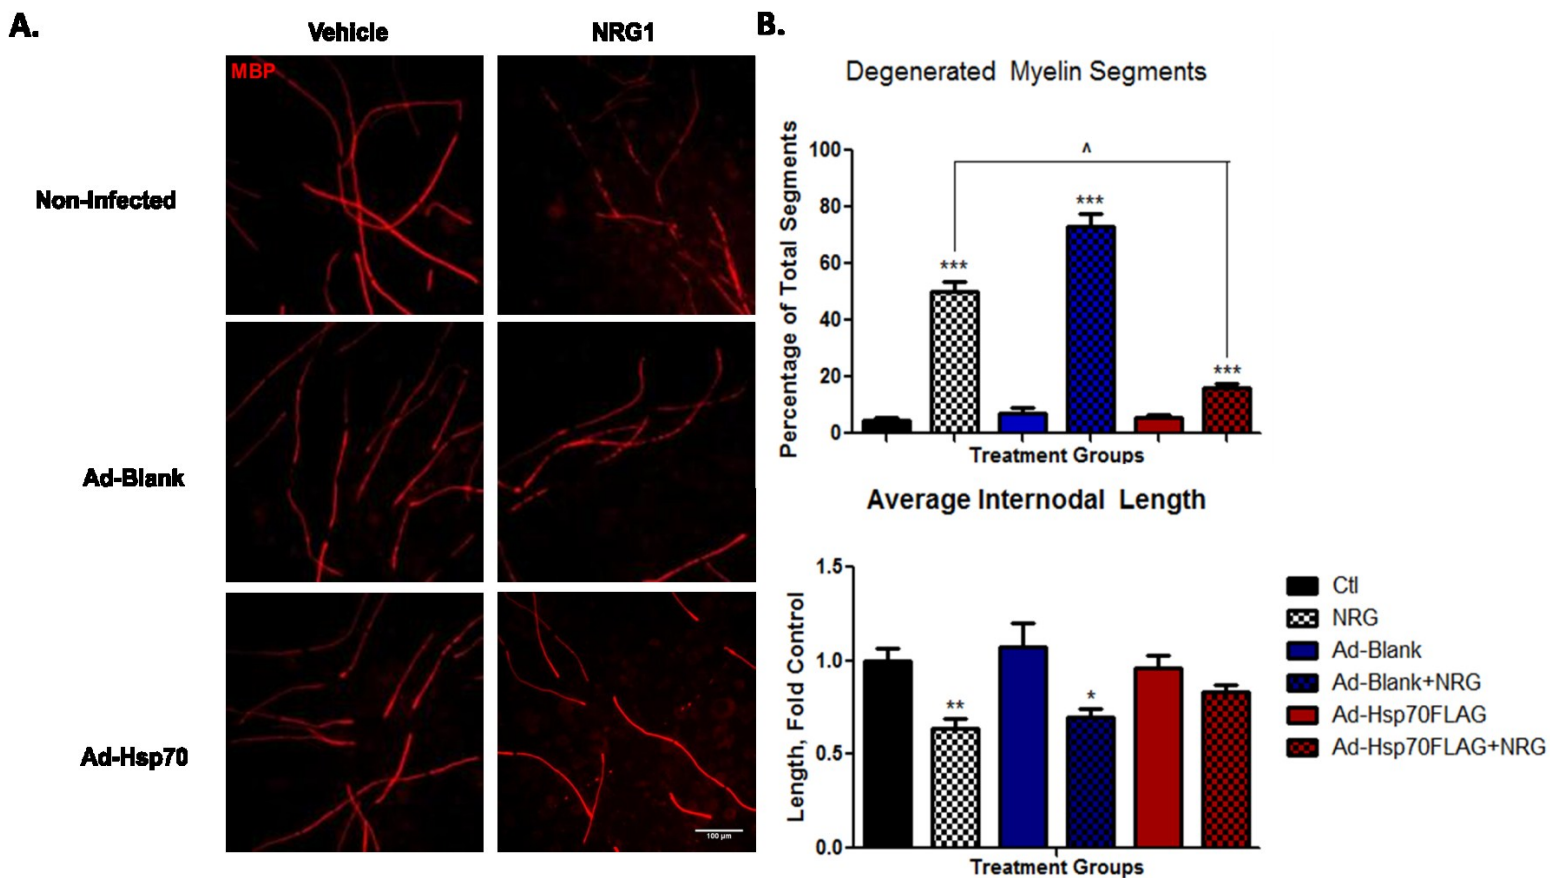 A.
Vehicle
NRG1
MBP
Non-Infected
Ad-Blank
Ad-Hsp70
100 µm
B.
Degenerated Myelin Segments
Percentage of Total Segments
100
80
60
40
20
0
***
***
***
^
Treatment Groups
Average Internodal Length
Length, Fold Control
1.5
1.0
0.5
0.0
**
*
Treatment Groups
Ctl
NRG
Ad-Blank
Ad-Blank+NRG
Ad-Hsp70FLAG
Ad-Hsp70FLAG+NRG